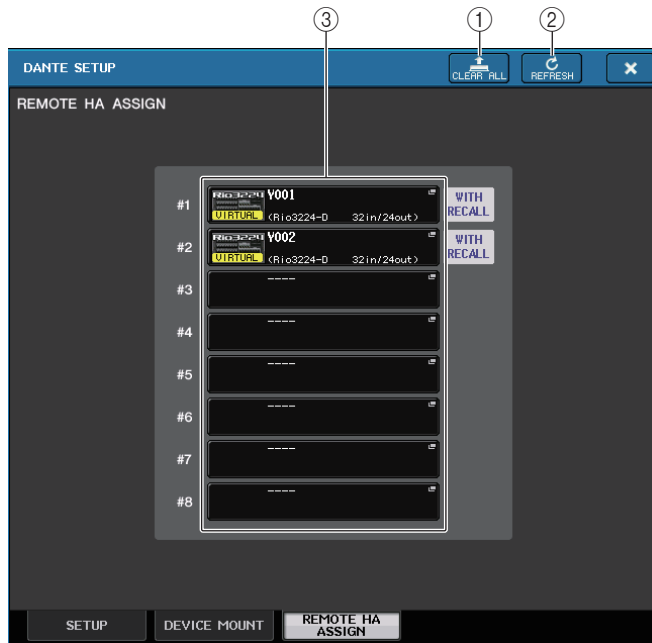 ③ ① ②
DANTE SETUP
CLEAR ALL
REFRESH
REMOTE HA ASSIGN
#1
Rio3224
VIRTUAL
Y001
(Rio3224-D 32in/24out)
WITH
RECALL
#2
Rio3224
VIRTUAL
Y002
(Rio3224-D 32in/24out)
WITH
RECALL
#3 ----
#4 ----
#5 ----
#6 ----
#7 ----
#8 ----
SETUP
DEVICE MOUNT
REMOTE HA
ASSIGN